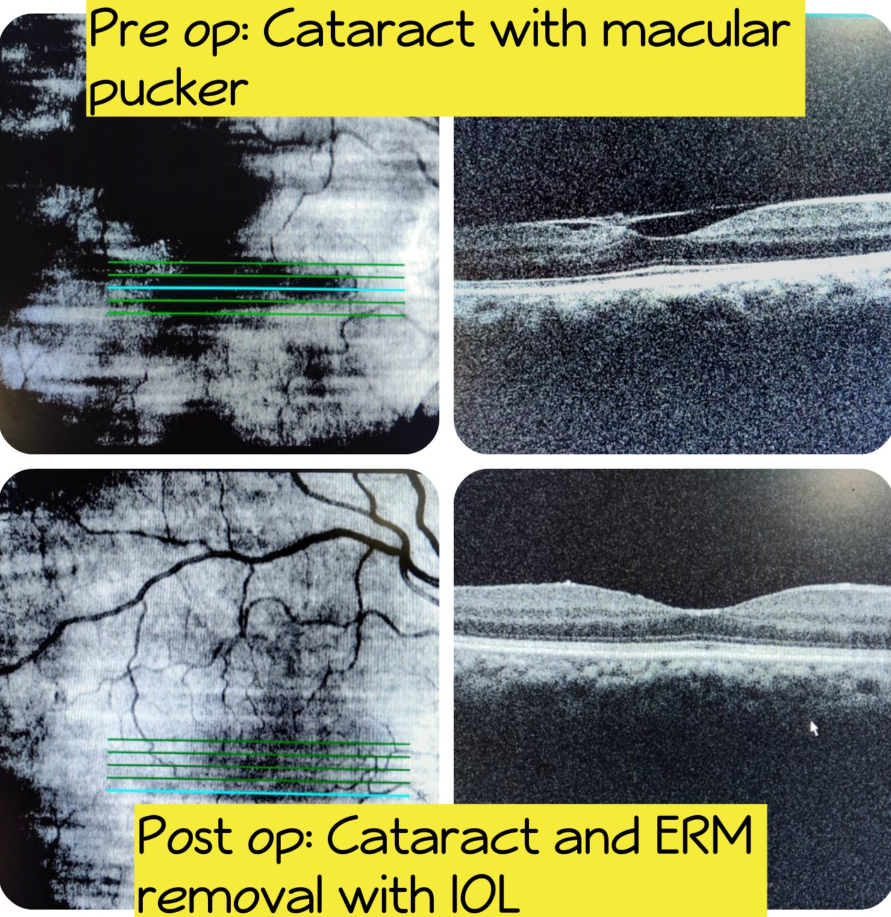 Pre op: Cataract with macular
pucker
Post op: Cataract and ERM
removal with IOL